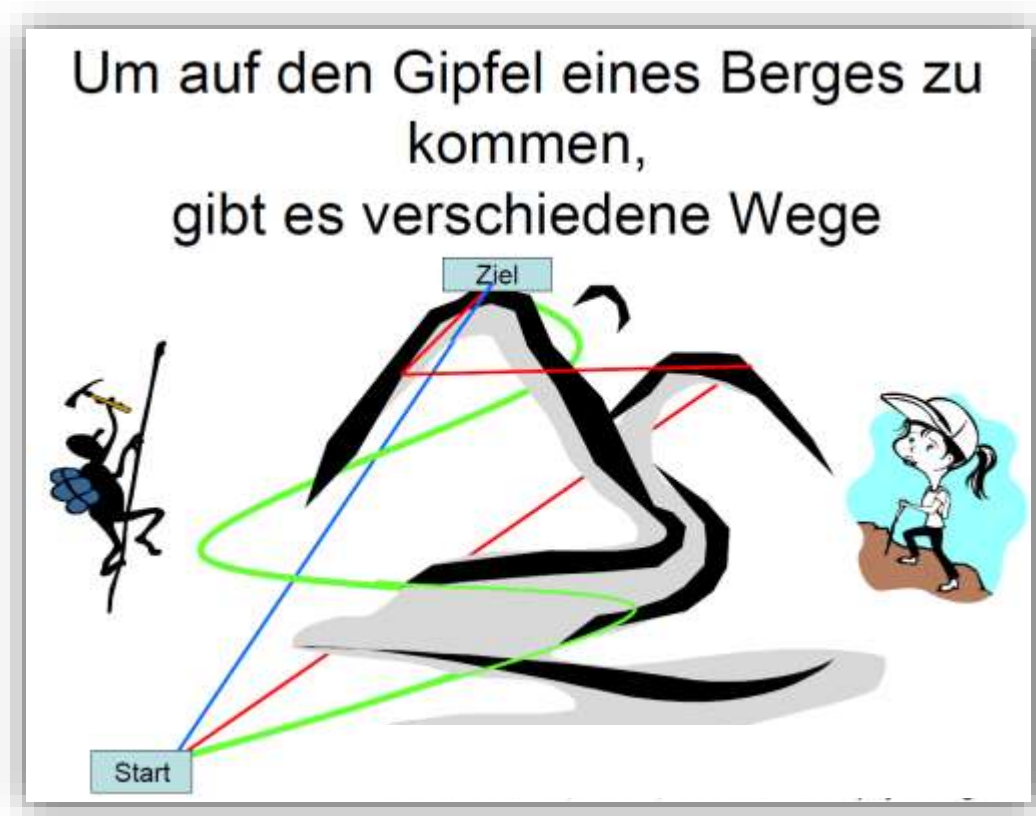 Um auf den Gipfel eines Berges zu
kommen,
gibt es verschiedene Wege
Ziel
Start